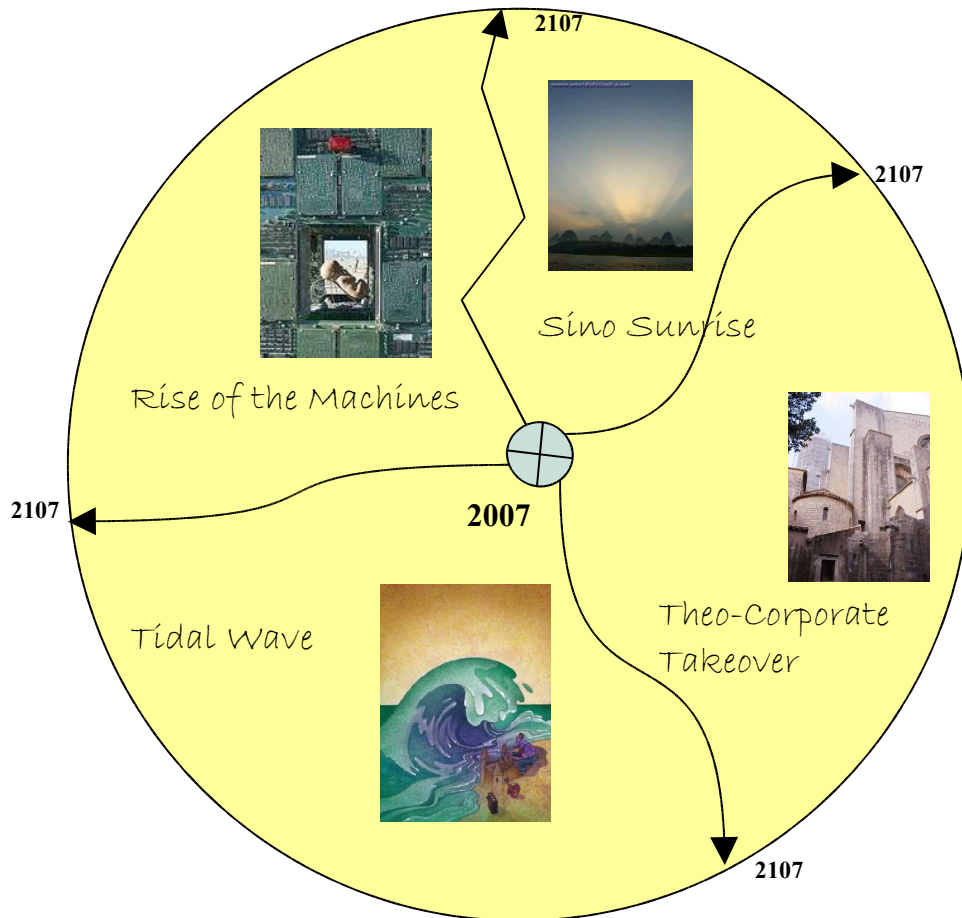 2107
2107
Sino Sunrise
Rise of the Machines
2107
2007
Theo-Corporate
Takeover
Tidal Wave
2107